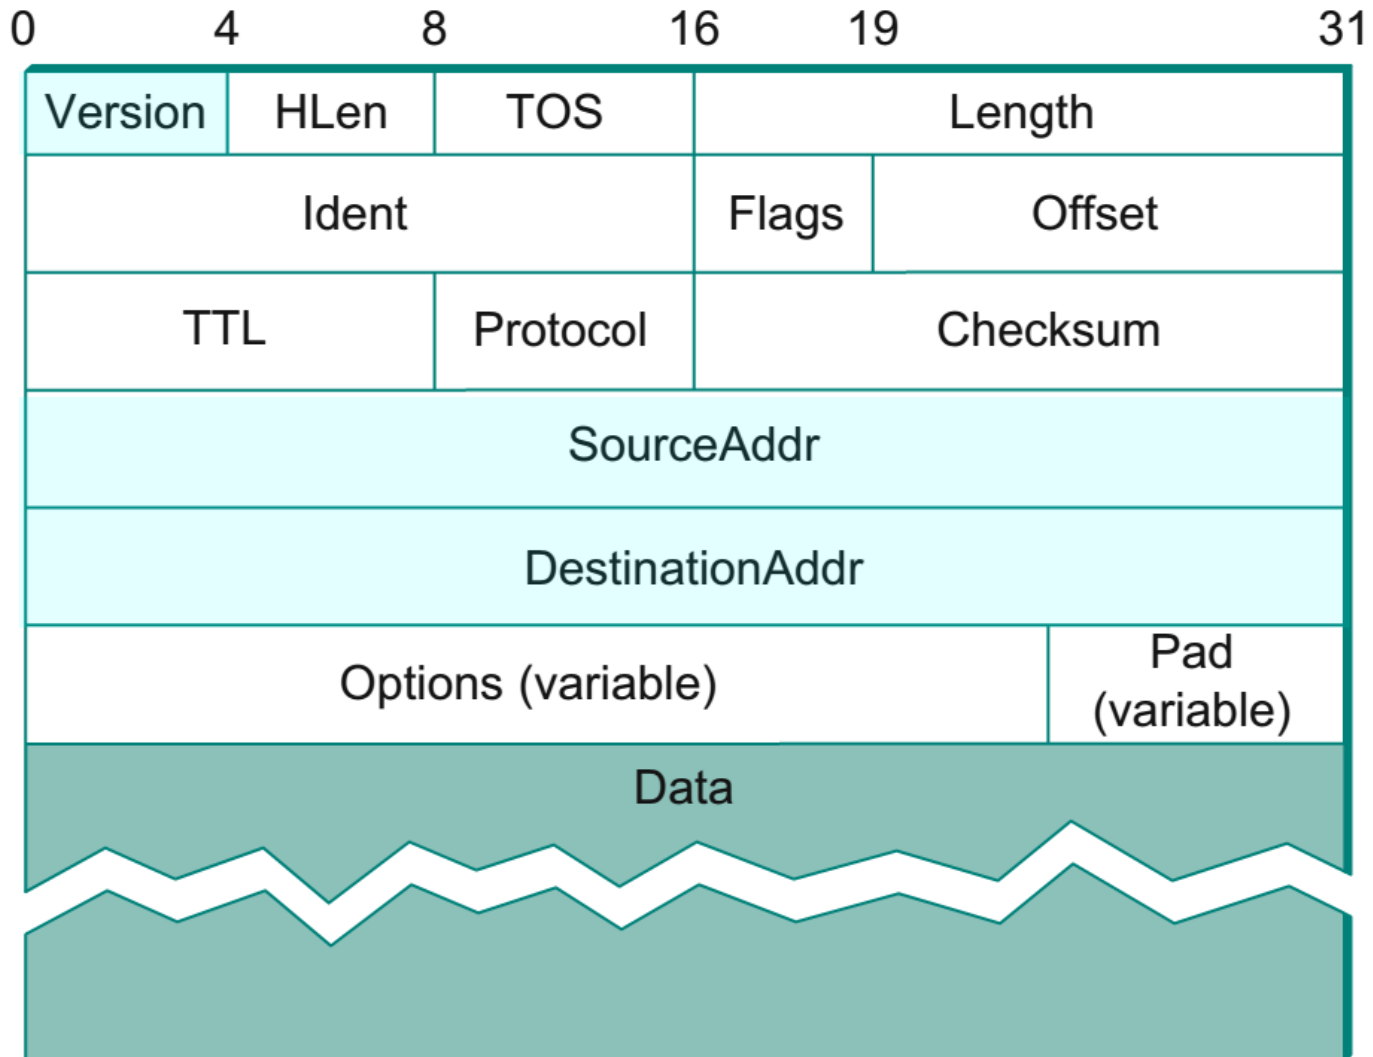 0 4 8 16 19 31
Version HLen TOS Length
Ident Flags Offset
TTL Protocol Checksum
SourceAddr
DestinationAddr
Options (variable) Pad
(variable)
Data